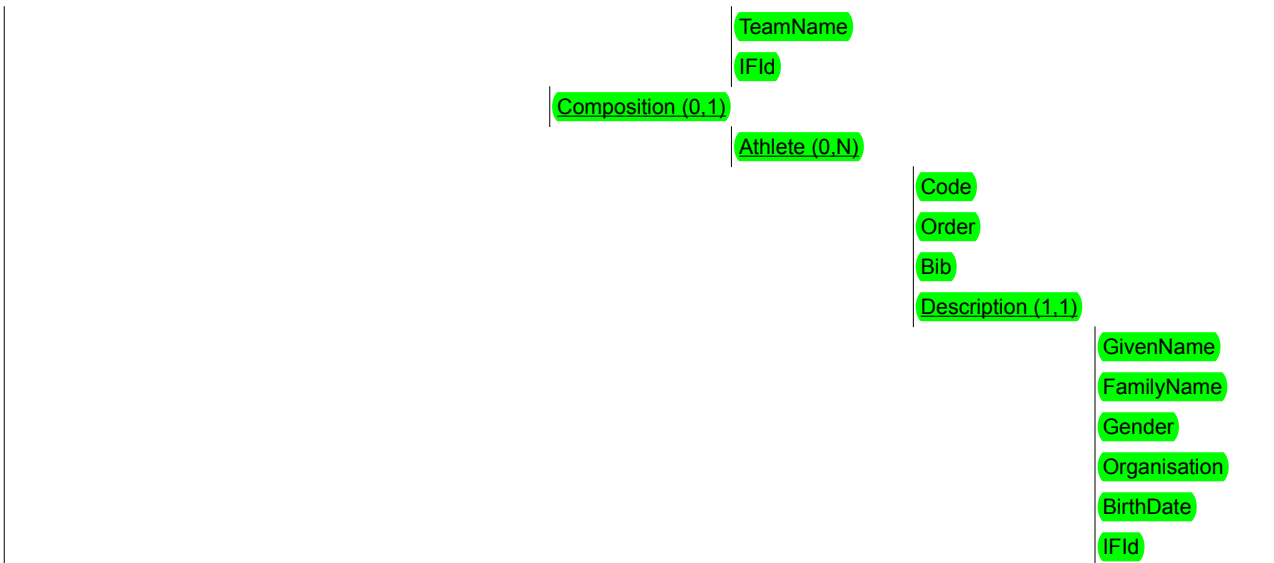 TeamName
IFId
Composition (0,1)
Athlete (0,N)
Code
Order
Bib
Description (1,1)
GivenName
FamilyName
Gender
Organisation
BirthDate
IFId